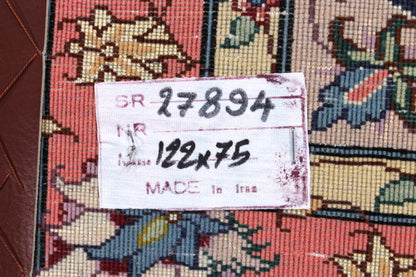 SR 27894
NR
Masse 122x75
MADE in Iran